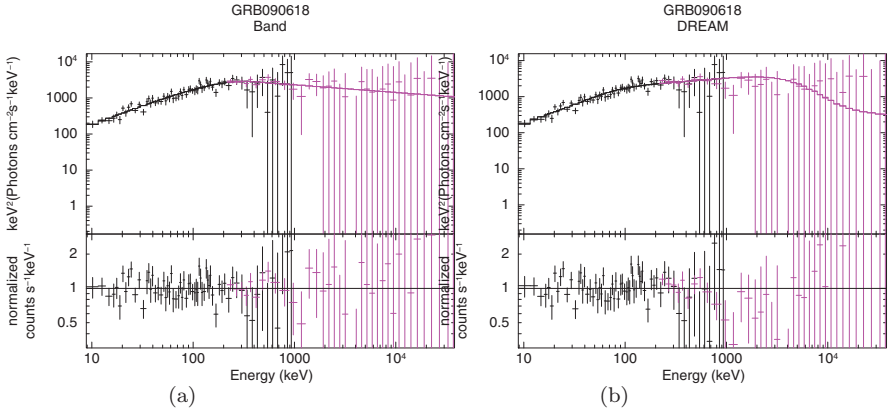 GRB090618
Band
keV²(Photons cm⁻²s⁻¹keV⁻¹)
10⁴
1000
100
10
1
normalized
counts s⁻¹keV⁻¹
2
1
0.5
10
100
1000
10⁴
Energy (keV)
(a)
GRB090618
DREAM
keV²(Photons cm⁻²s⁻¹keV⁻¹)
10⁴
1000
100
10
1
normalized
counts s⁻¹keV⁻¹
2
1
0.5
10
100
1000
10⁴
Energy (keV)
(b)